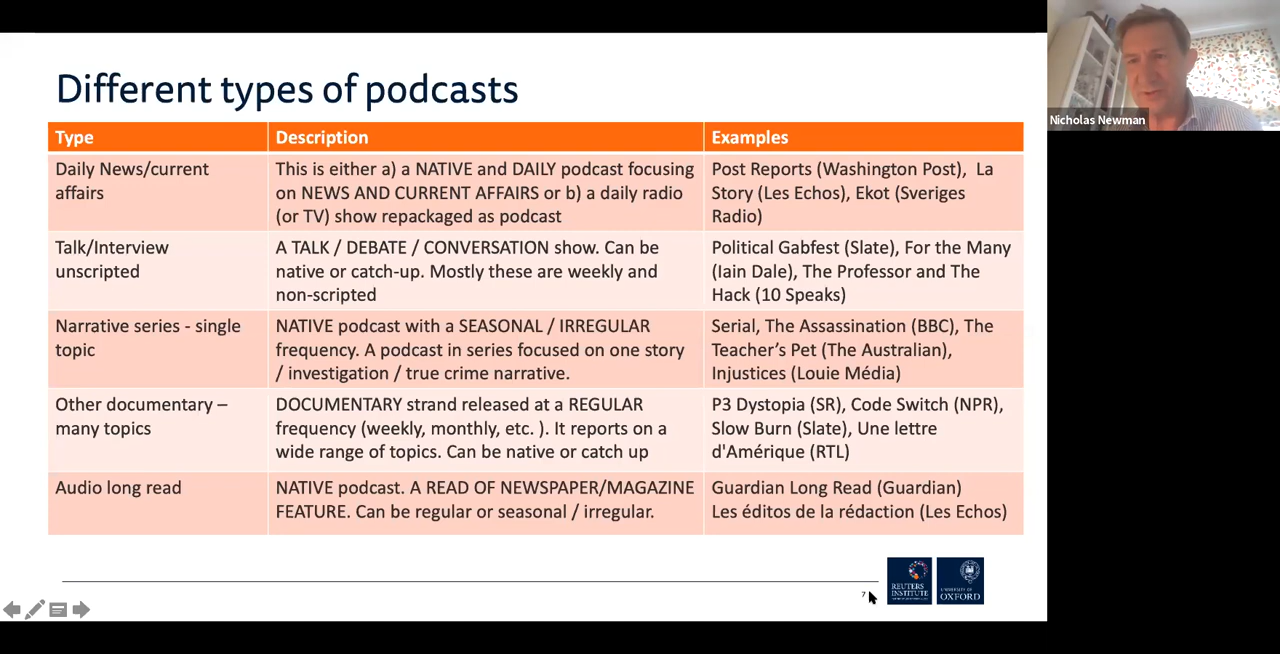 Different types of podcasts
Nicholas Newman
Type
Description
Examples
Daily News/current
affairs
This is either a) a NATIVE and DAILY podcast focusing
on NEWS AND CURRENT AFFAIRS or b) a daily radio
(or TV) show repackaged as podcast
Post Reports (Washington Post),  La
Story (Les Echos), Ekot (Sveriges
Radio)
Talk/Interview
unscripted
A TALK / DEBATE / CONVERSATION show. Can be
native or catch-up. Mostly these are weekly and
non-scripted
Political Gabfest (Slate), For the Many
(Iain Dale), The Professor and The
Hack (10 Speaks)
Narrative series - single
topic
NATIVE podcast with a SEASONAL / IRREGULAR
frequency. A podcast in series focused on one story
/ investigation / true crime narrative.
Serial, The Assassination (BBC), The
Teacher’s Pet (The Australian),
Injustices (Louie Média)
Other documentary –
many topics
DOCUMENTARY strand released at a REGULAR
frequency (weekly, monthly, etc. ). It reports on a
wide range of topics. Can be native or catch up
P3 Dystopia (SR), Code Switch (NPR),
Slow Burn (Slate), Une lettre
d'Amérique (RTL)
Audio long read
NATIVE podcast. A READ OF NEWSPAPER/MAGAZINE
FEATURE. Can be regular or seasonal / irregular.
Guardian Long Read (Guardian)
Les éditos de la rédaction (Les Echos)
7
REUTERS
INSTITUTE
UNIVERSITY OF
OXFORD